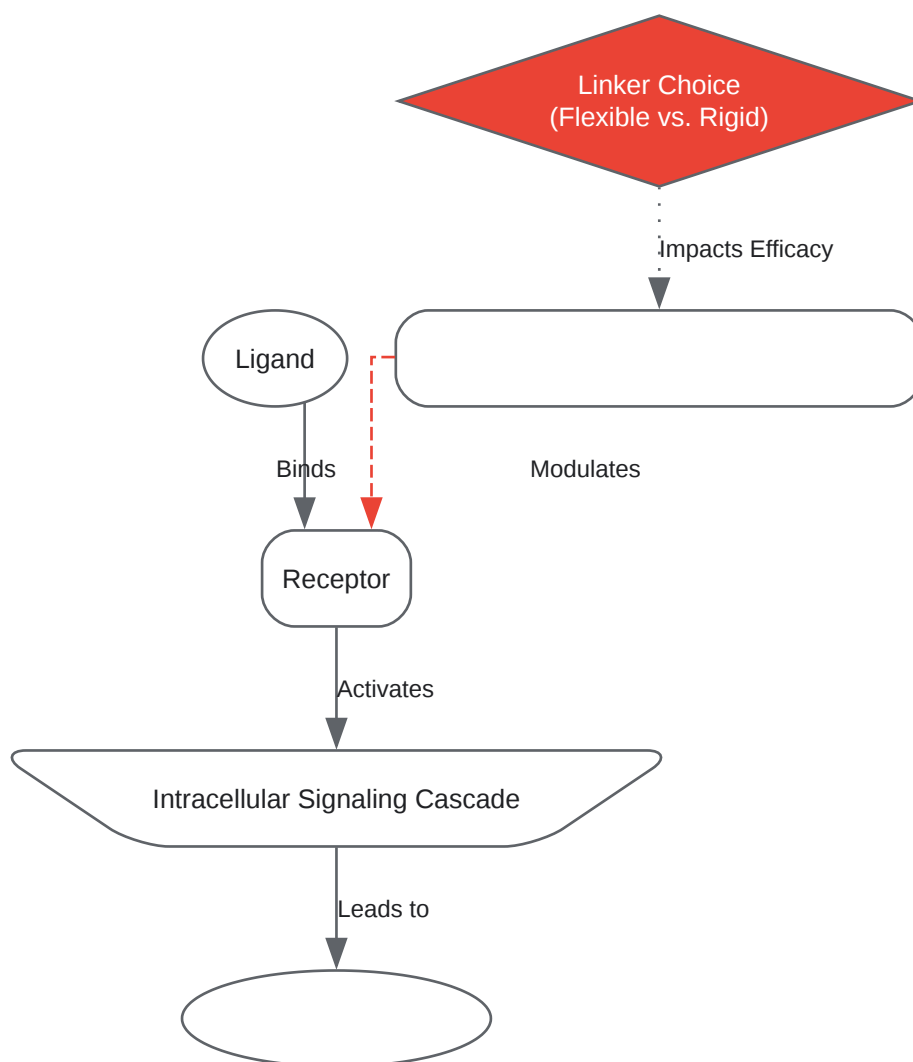 Linker Choice
(Flexible vs. Rigid)
Impacts Efficacy
Ligand
Binds
Modulates
Receptor
Activates
Intracellular Signaling Cascade
Leads to